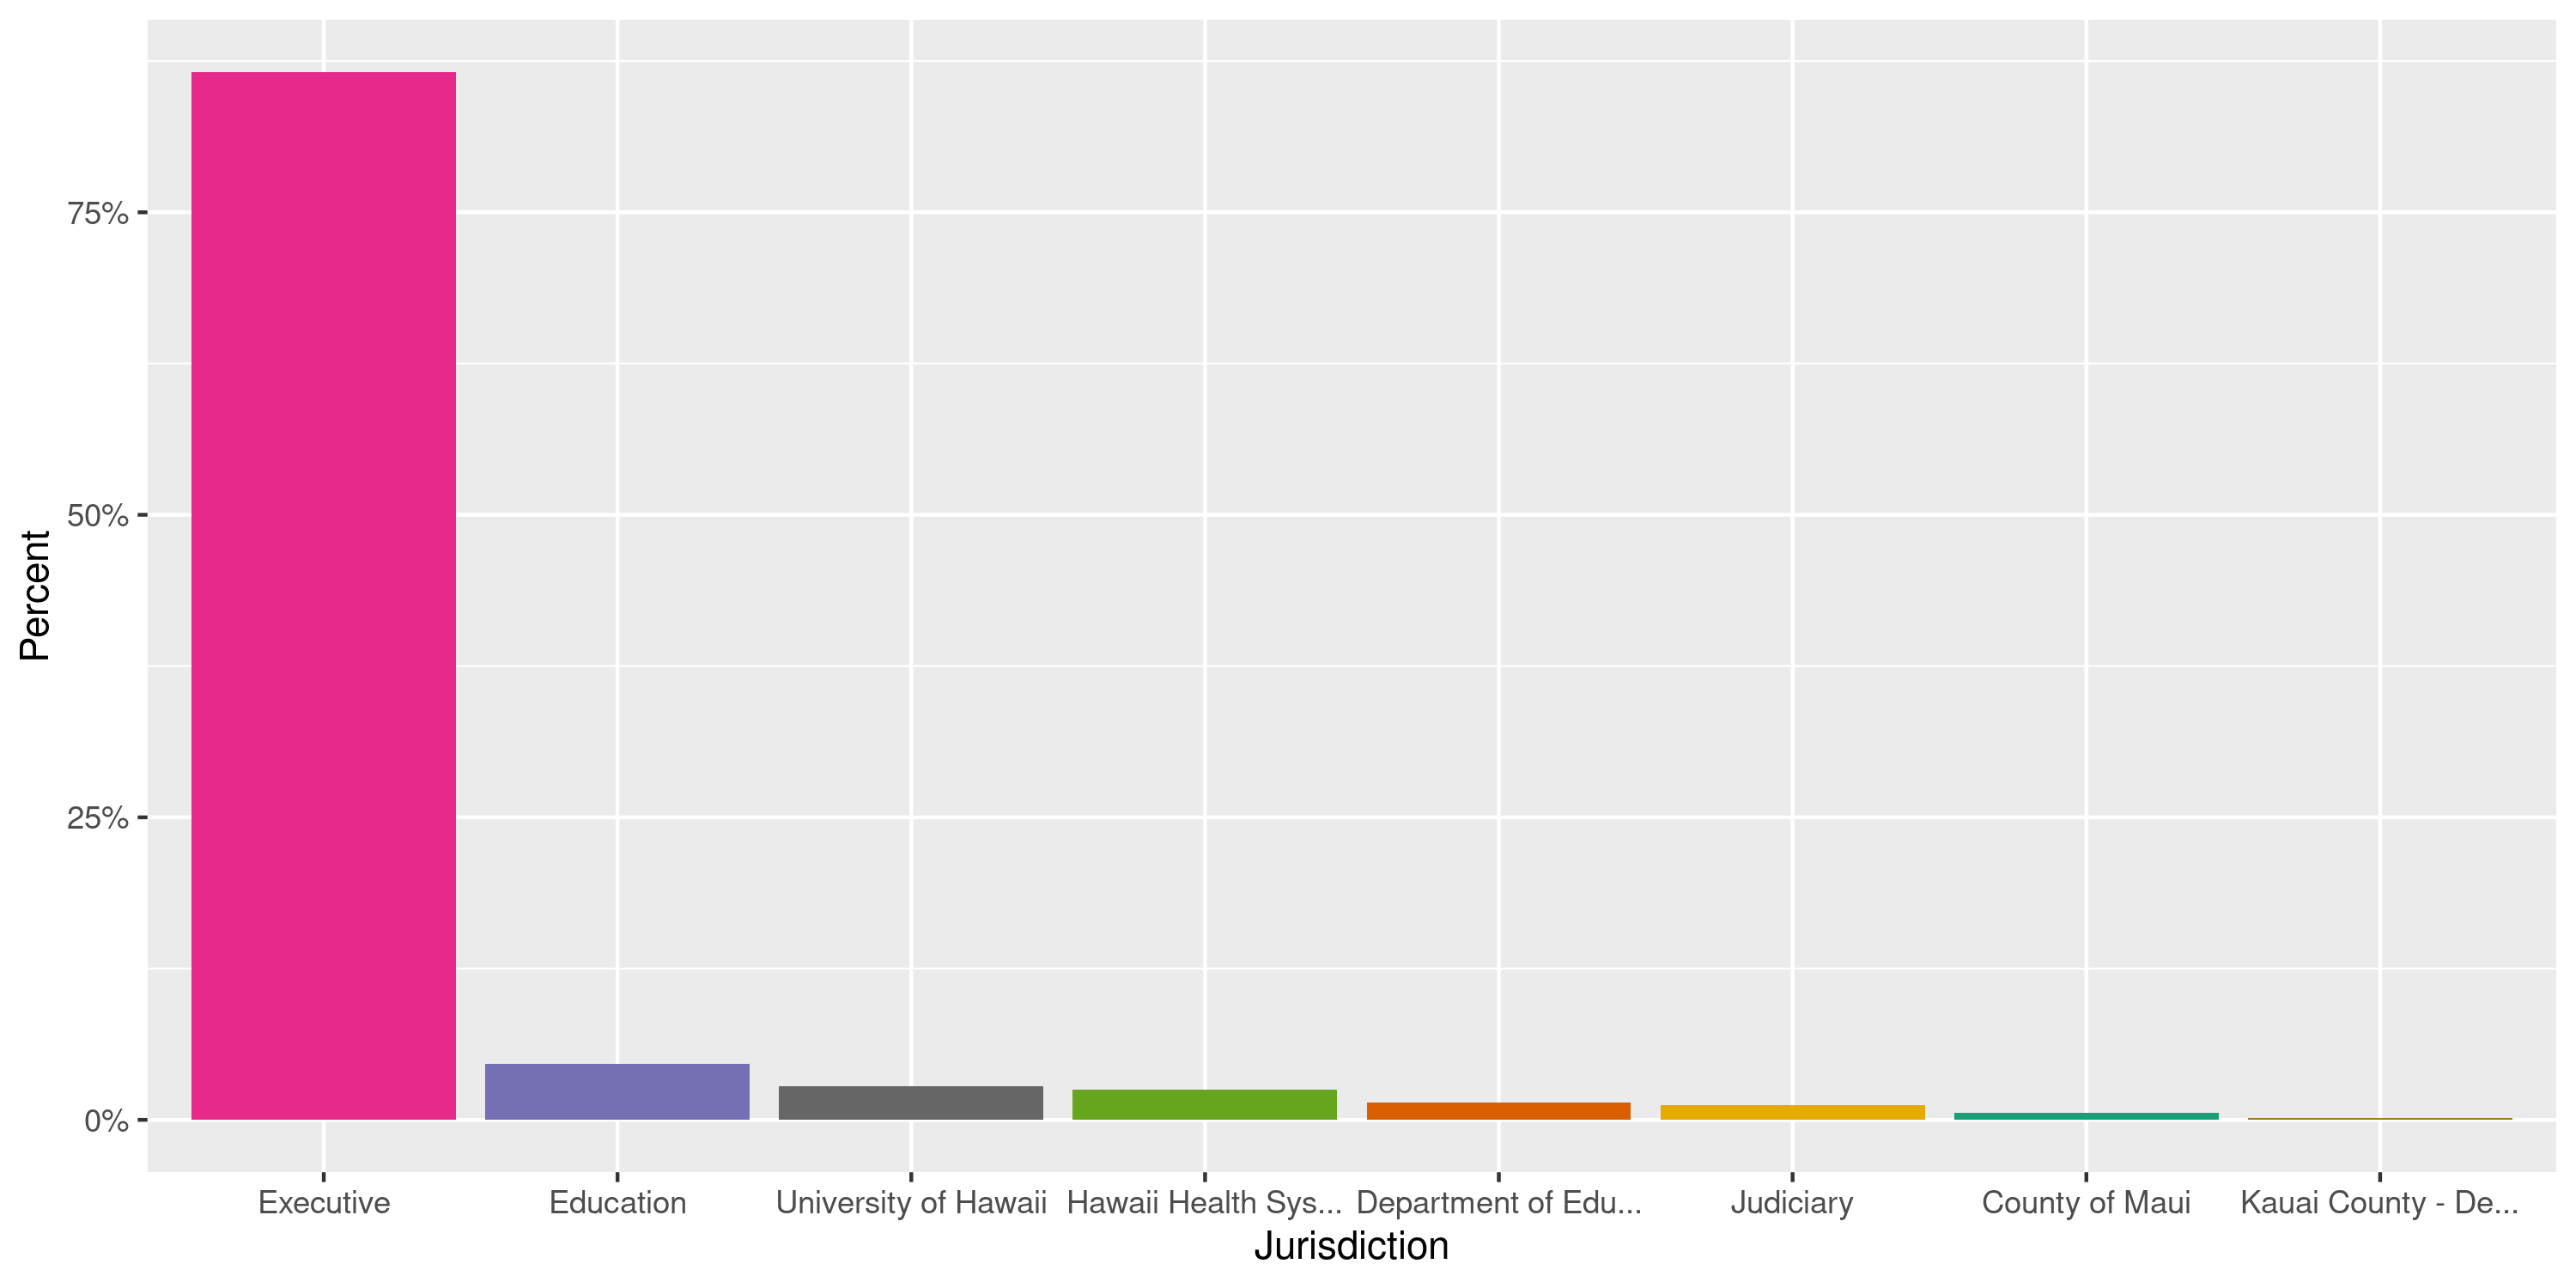 Percent
75%
50%
25%
0%
Executive
Education
University of Hawaii
Hawaii Health Sys...
Department of Edu...
Judiciary
County of Maui
Kauai County - De...
Jurisdiction